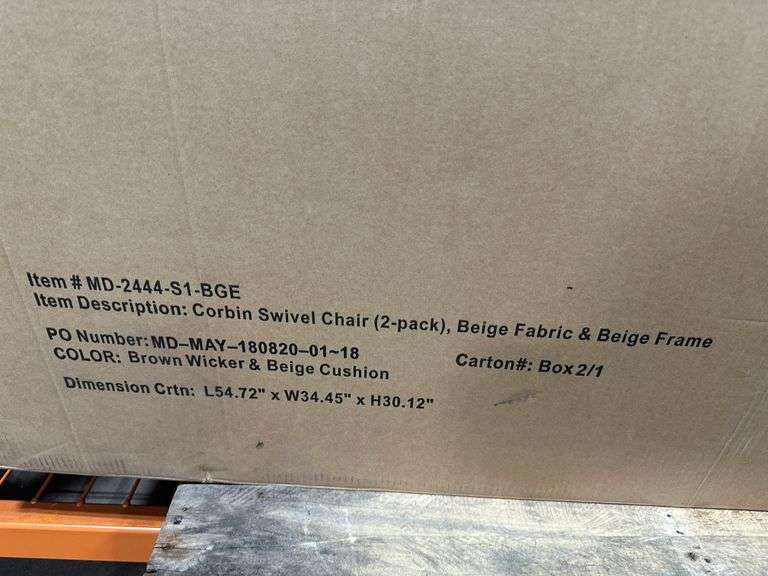 Item # MD-2444-S1-BGE
Item Description: Corbin Swivel Chair (2-pack), Beige Fabric & Beige Frame
PO Number: MD–MAY–180820–01~18
Carton#: Box 2/1
COLOR: Brown Wicker & Beige Cushion
Dimension Crtn: L54.72" x W34.45" x H30.12"